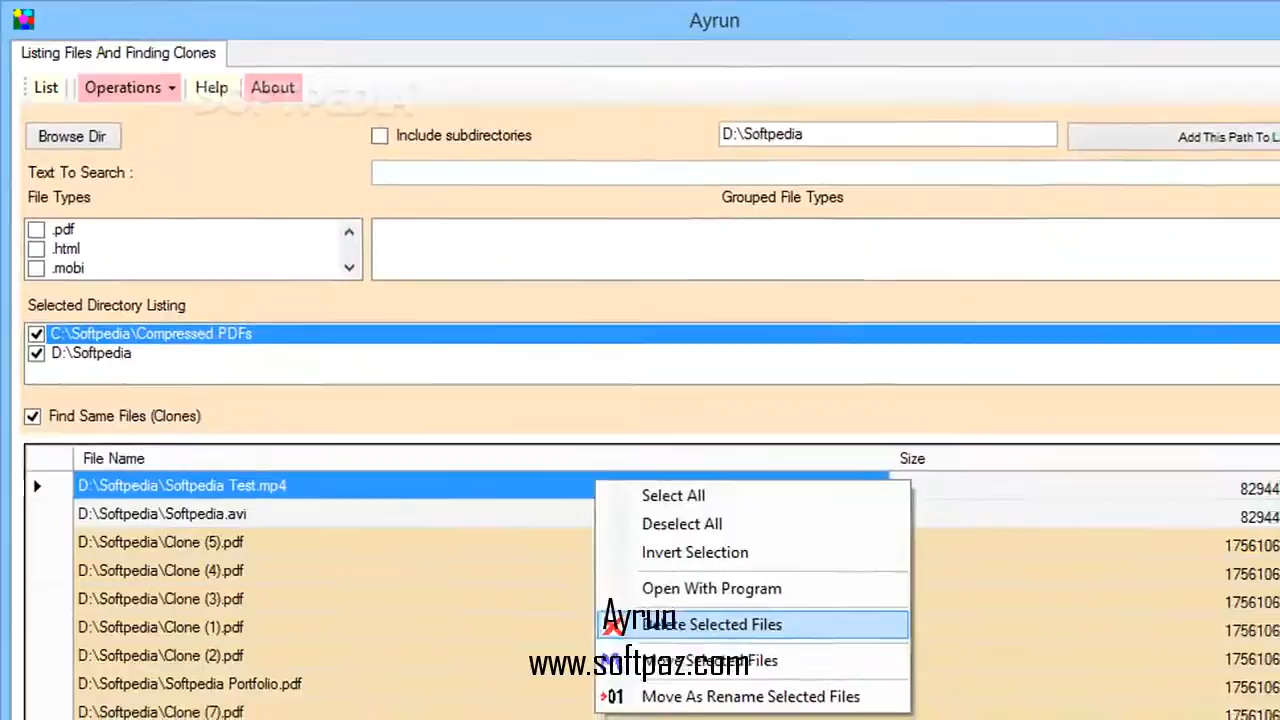 Ayrun
Listing Files And Finding Clones
List Operations Help About
SOFTPEDIA
Browse Dir Include subdirectories D:\Softpedia Add This Path To L
Text To Search :
File Types Grouped File Types
.pdf
.html
.mobi
Selected Directory Listing
C:\Softpedia\Compressed PDFs
D:\Softpedia
Find Same Files (Clones)
File Name Size
D:\Softpedia\Softpedia Test.mp4 82944
D:\Softpedia\Softpedia.avi 82944
D:\Softpedia\Clone (5).pdf 1756106
D:\Softpedia\Clone (4).pdf 1756106
D:\Softpedia\Clone (3).pdf 1756106
D:\Softpedia\Clone (1).pdf 1756106
D:\Softpedia\Clone (2).pdf 1756106
D:\Softpedia\Softpedia Portfolio.pdf 1756106
D:\Softpedia\Clone (7).pdf 1756106
Select All
Deselect All
Invert Selection
Open With Program
Delete Selected Files
Move Selected Files
Move As Rename Selected Files
Ayrun
www.softpaz.com